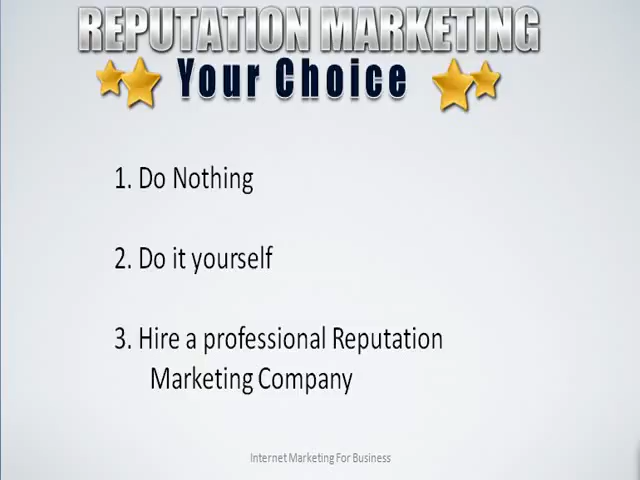 REPUTATION MARKETING
Your Choice
1. Do Nothing
2. Do it yourself
3. Hire a professional Reputation
Marketing Company
Internet Marketing For Business